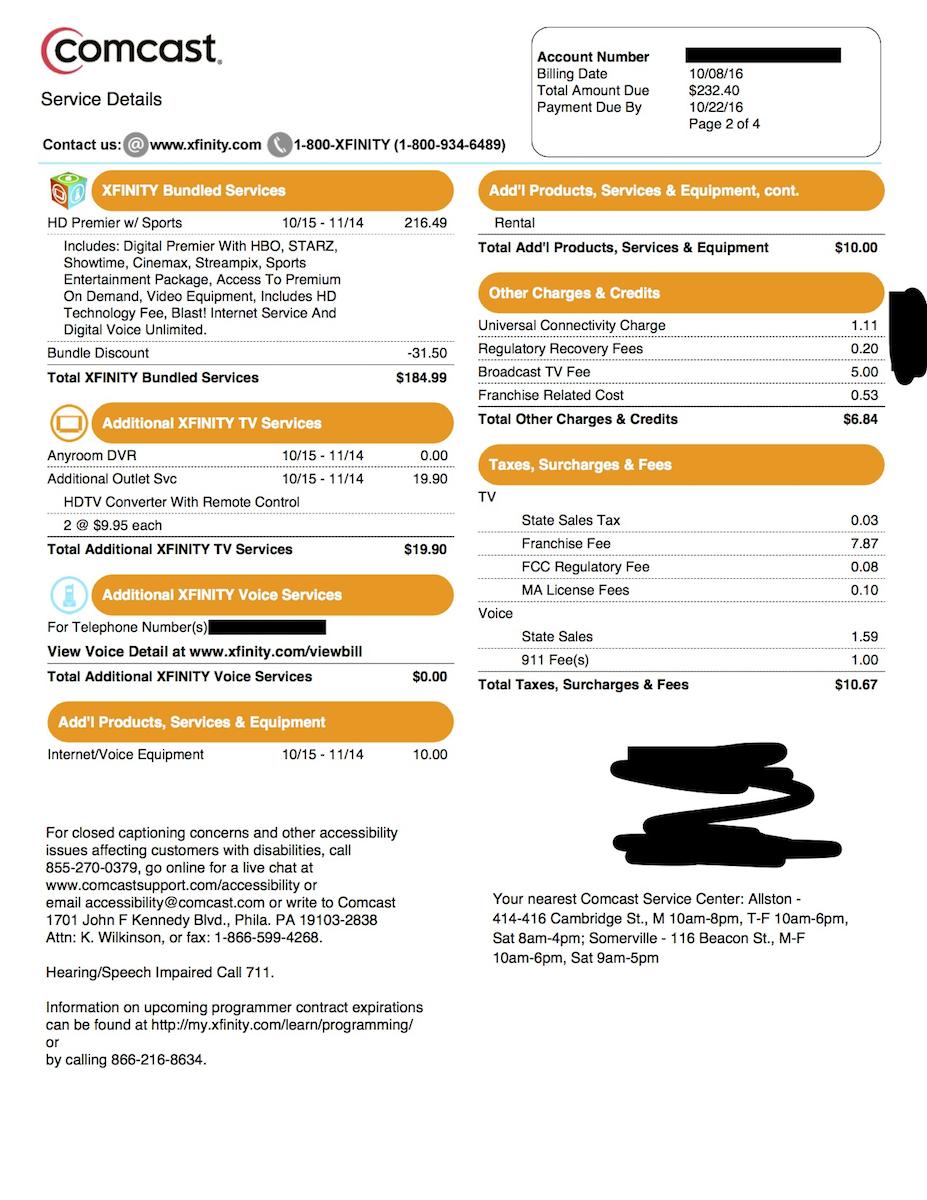 comcast.
Service Details
Contact us: @ www.xfinity.com 1-800-XFINITY (1-800-934-6489)
Account Number
Billing Date 10/08/16
Total Amount Due $232.40
Payment Due By 10/22/16
Page 2 of 4
XFINITY Bundled Services
HD Premier w/ Sports 10/15 - 11/14 216.49
Includes: Digital Premier With HBO, STARZ,
Showtime, Cinemax, Streampix, Sports
Entertainment Package, Access To Premium
On Demand, Video Equipment, Includes HD
Technology Fee, Blast! Internet Service And
Digital Voice Unlimited.
Bundle Discount -31.50
Total XFINITY Bundled Services $184.99
Additional XFINITY TV Services
Anyroom DVR 10/15 - 11/14 0.00
Additional Outlet Svc 10/15 - 11/14 19.90
HDTV Converter With Remote Control
2 @ $9.95 each
Total Additional XFINITY TV Services $19.90
Additional XFINITY Voice Services
For Telephone Number(s)
View Voice Detail at www.xfinity.com/viewbill
Total Additional XFINITY Voice Services $0.00
Add'l Products, Services & Equipment
Internet/Voice Equipment 10/15 - 11/14 10.00
Add'l Products, Services & Equipment, cont.
Rental
Total Add'l Products, Services & Equipment $10.00
Other Charges & Credits
Universal Connectivity Charge 1.11
Regulatory Recovery Fees 0.20
Broadcast TV Fee 5.00
Franchise Related Cost 0.53
Total Other Charges & Credits $6.84
Taxes, Surcharges & Fees
TV
State Sales Tax 0.03
Franchise Fee 7.87
FCC Regulatory Fee 0.08
MA License Fees 0.10
Voice
State Sales 1.59
911 Fee(s) 1.00
Total Taxes, Surcharges & Fees $10.67
For closed captioning concerns and other accessibility
issues affecting customers with disabilities, call
855-270-0379, go online for a live chat at
www.comcastsupport.com/accessibility or
email accessibility@comcast.com or write to Comcast
1701 John F Kennedy Blvd., Phila. PA 19103-2838
Attn: K. Wilkinson, or fax: 1-866-599-4268.
Hearing/Speech Impaired Call 711.
Information on upcoming programmer contract expirations
can be found at http://my.xfinity.com/learn/programming/
or
by calling 866-216-8634.
Your nearest Comcast Service Center: Allston -
414-416 Cambridge St., M 10am-8pm, T-F 10am-6pm,
Sat 8am-4pm; Somerville - 116 Beacon St., M-F
10am-6pm, Sat 9am-5pm